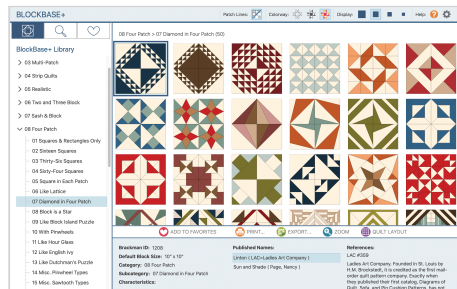 BLOCKBASE+
Patch Lines: Colorway: Display: Help:
08 Four Patch > 07 Diamond in Four Patch (50)
BlockBase+ Library
03 Multi-Patch
04 Strip Quilts
05 Realistic
06 Two and Three Block
07 Sash & Block
08 Four Patch
01 Squares & Rectangles Only
02 Sixteen Squares
03 Thirty-Six Squares
04 Sixty-Four Squares
05 Square in Each Patch
06 Like Lattice
07 Diamond in Four Patch
08 Block is a Star
09 Like Block Island Puzzle
10 With Pinwheels
11 Like Hour Glass
12 Like English Ivy
13 Like Dutchman's Puzzle
14 Misc. Pinwheel Types
15 Misc. Sawtooth Types
ADD TO FAVORITES PRINT... EXPORT... ZOOM QUILT LAYOUT
Brackman ID: 1208
Default Block Size: 10" x 10"
Category: 08 Four Patch
Subcategory: 07 Diamond in Four Patch
Characteristics:
Published Names:
Linton ( LAC=Ladies Art Company )
Sun and Shade ( Page, Nancy )
References:
LAC #359
Ladies Art Company. Founded in St. Louis by
H.M. Brockstedt, it is credited as the first mail-
order quilt pattern company. Exactly when
they published their first catalog, Diagrams of
Quilt, Sofa, and Pin Cushion Patterns, has not